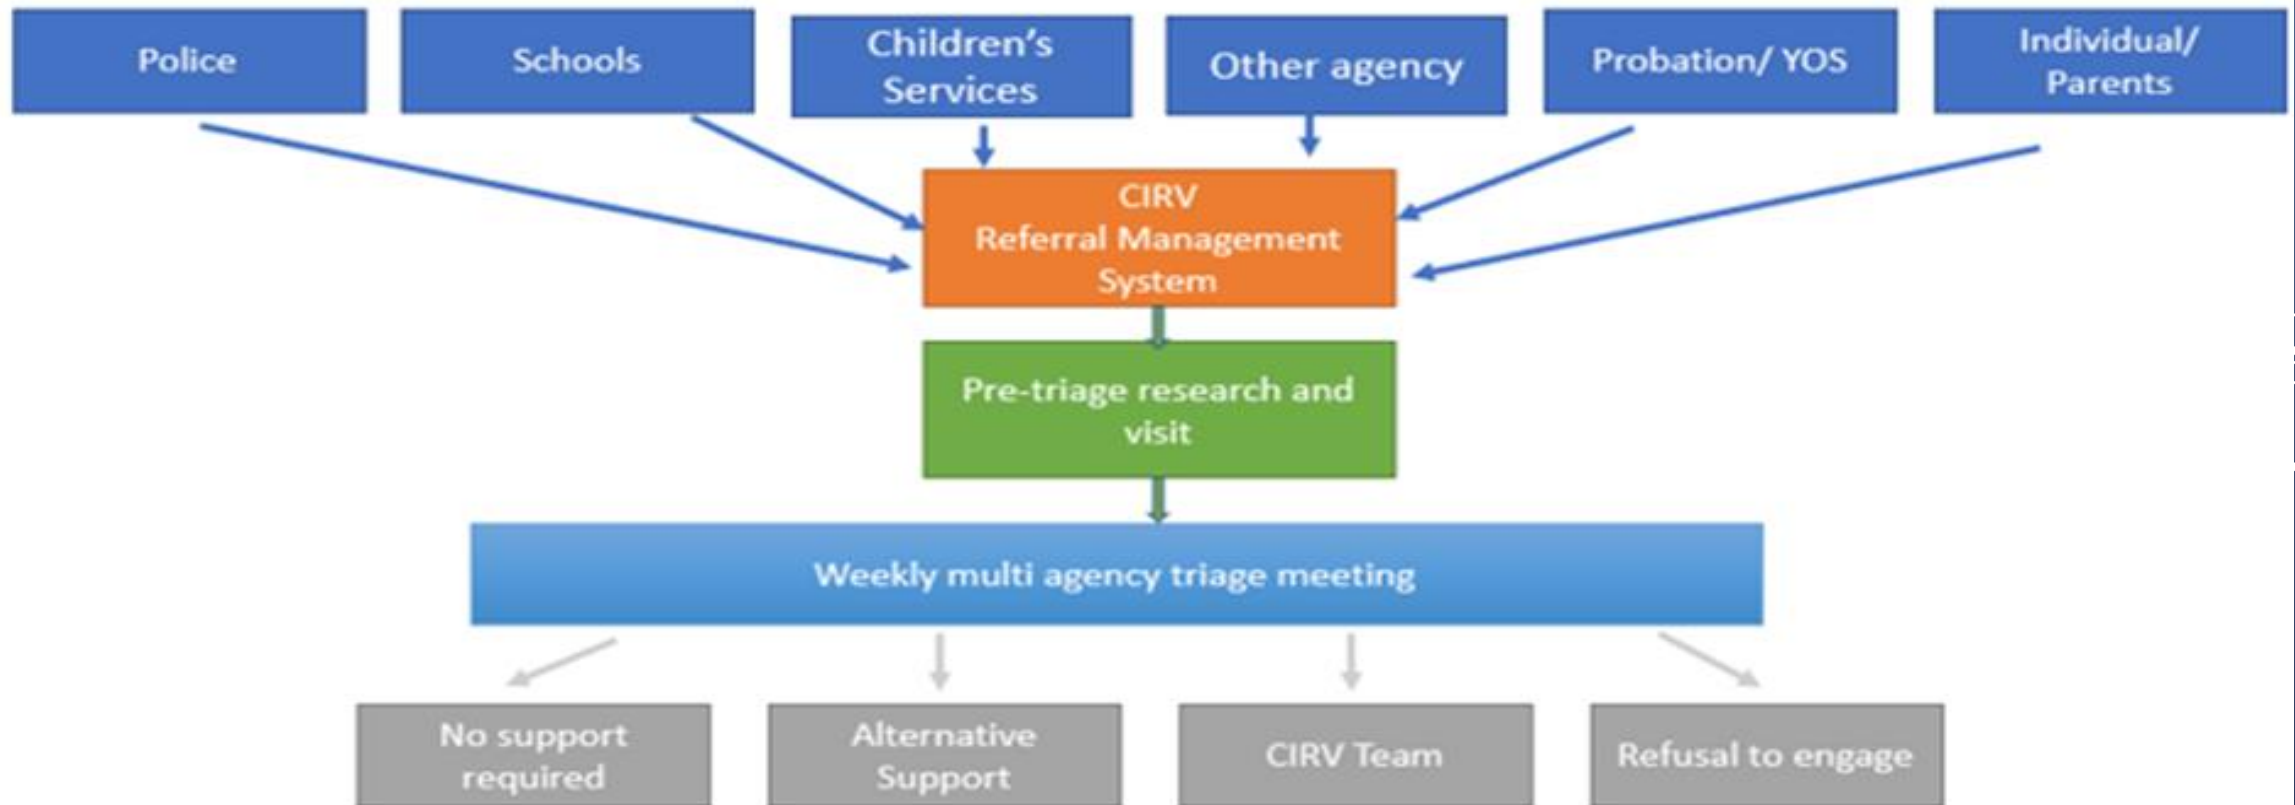 Police
Schools
Children's
Services
Other agency
Probation/ YOS
Individual/
Parents
CIRV
Referral Management
System
Pre-triage research and
visit
Weekly multi agency triage meeting
No support
required
Alternative
Support
CIRV Team
Refusal to engage